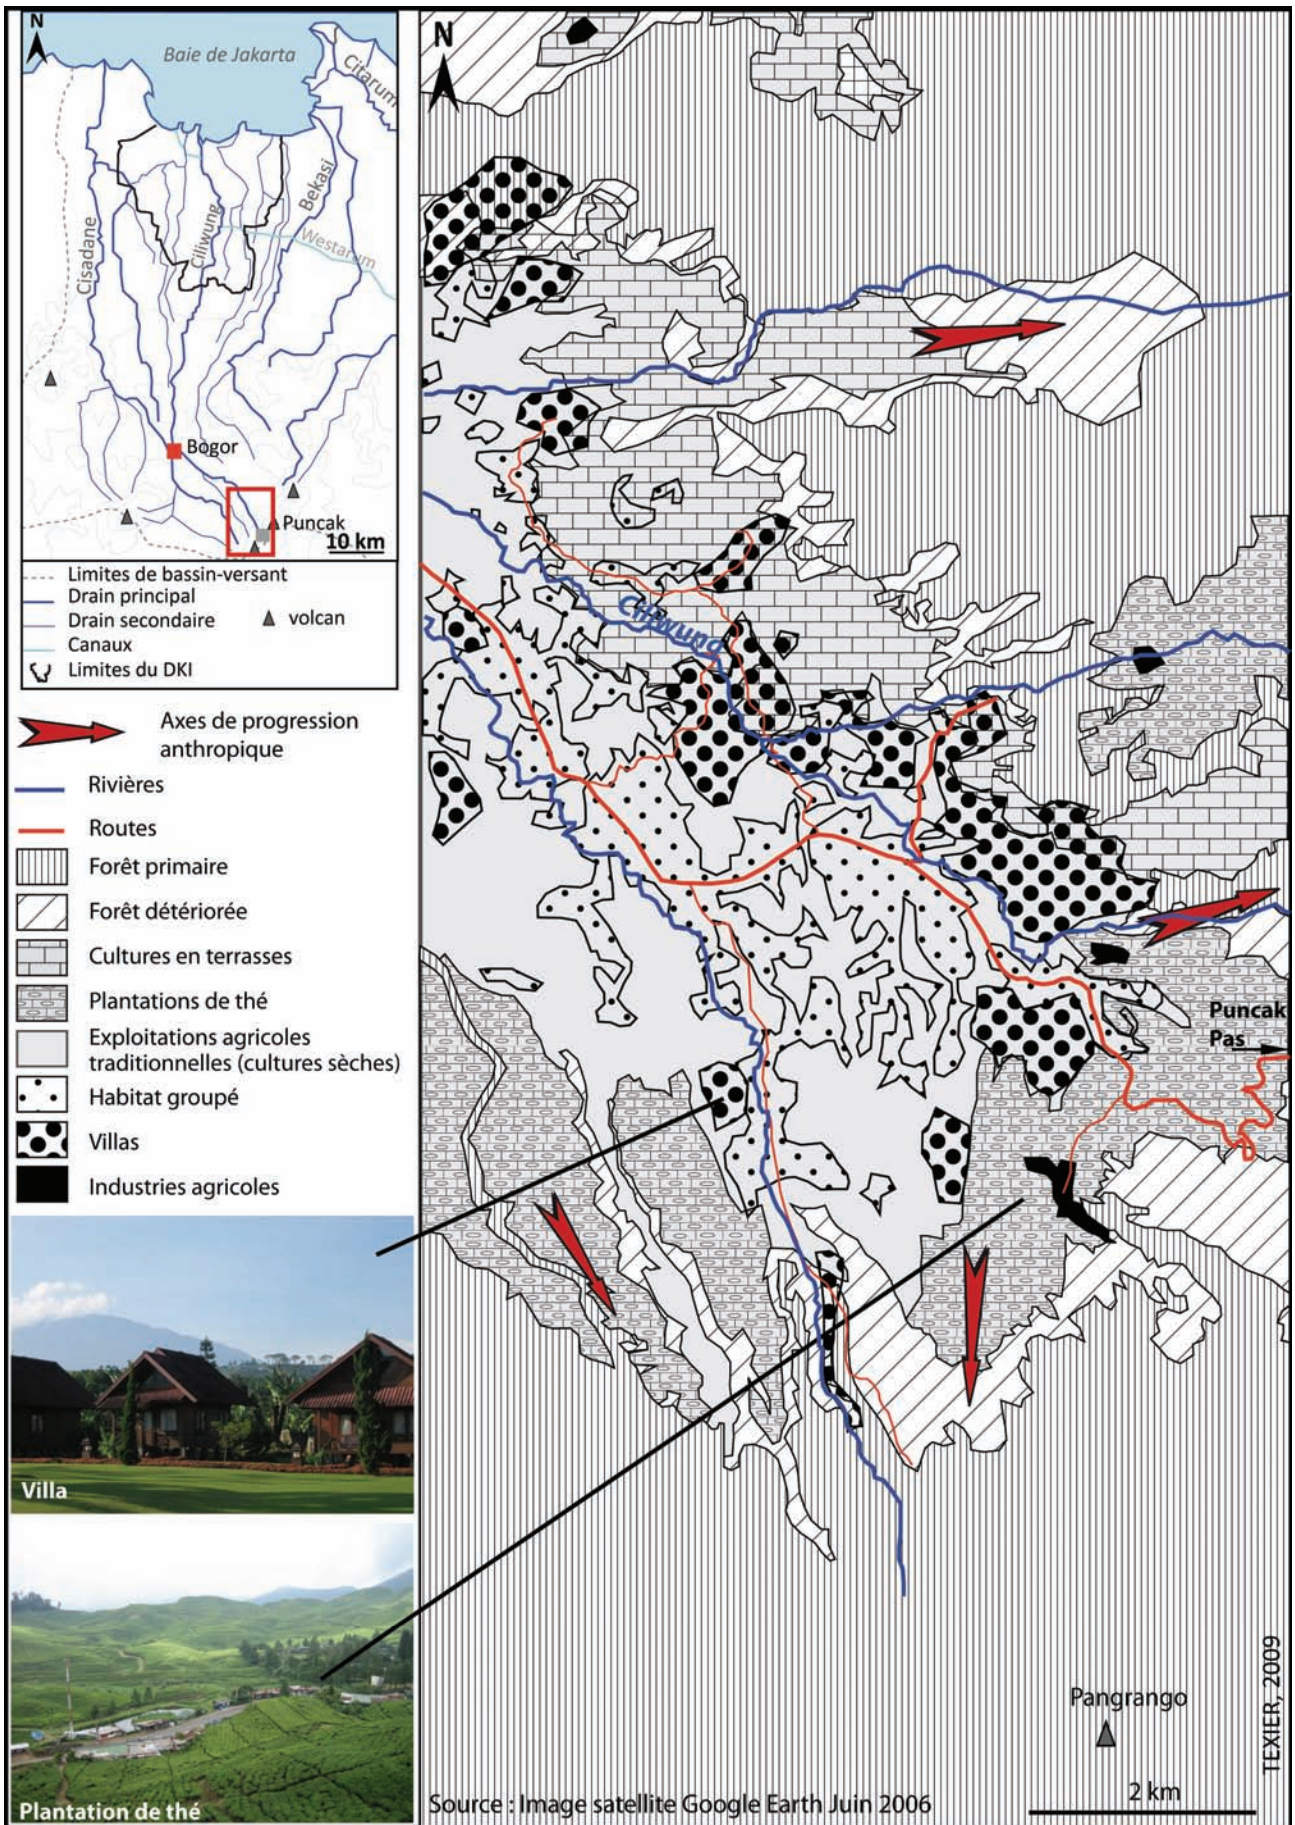 N
Baie de Jakarta
Citarum
Cisadane
Ciliwung
Bekasi
Westarum
Bogor
Puncak
10 km
Limites de bassin-versant
Drain principal
Drain secondaire
volcan
Canaux
Limites du DKI
Axes de progression
anthropique
Rivières
Routes
Forêt primaire
Forêt détériorée
Cultures en terrasses
Plantations de thé
Exploitations agricoles
traditionnelles (cultures sèches)
Habitat groupé
Villas
Industries agricoles
Villa
Plantation de thé
N
Ciliwung
Puncak
Pas
Pangrango
2 km
TEXIER, 2009
Source : Image satellite Google Earth Juin 2006